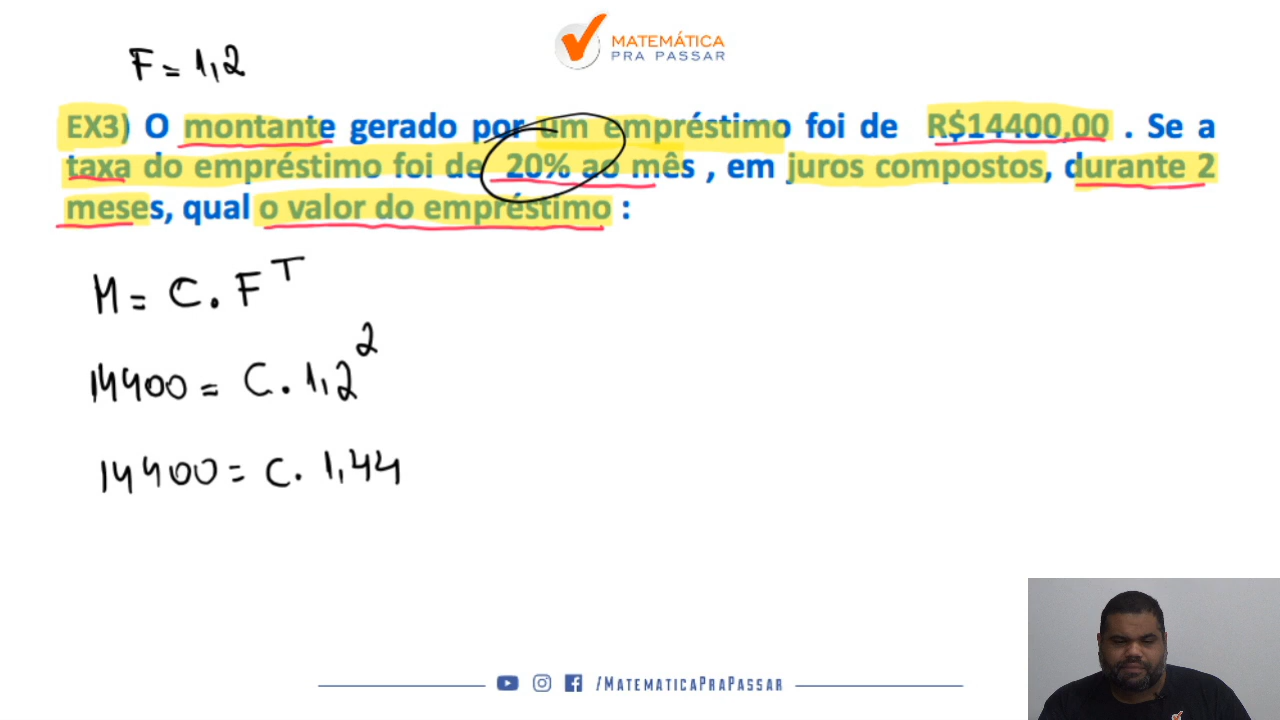 F = 1,2
MATEMÁTICA
PRA PASSAR
EX3) O montante gerado por um empréstimo foi de R$14400,00 . Se a
taxa do empréstimo foi de 20% ao mês , em juros compostos, durante 2
meses, qual o valor do empréstimo :
M = C . F^T
14400 = C . 1,2^2
14400 = C . 1,44
/MATEMATICAPRAPASSAR